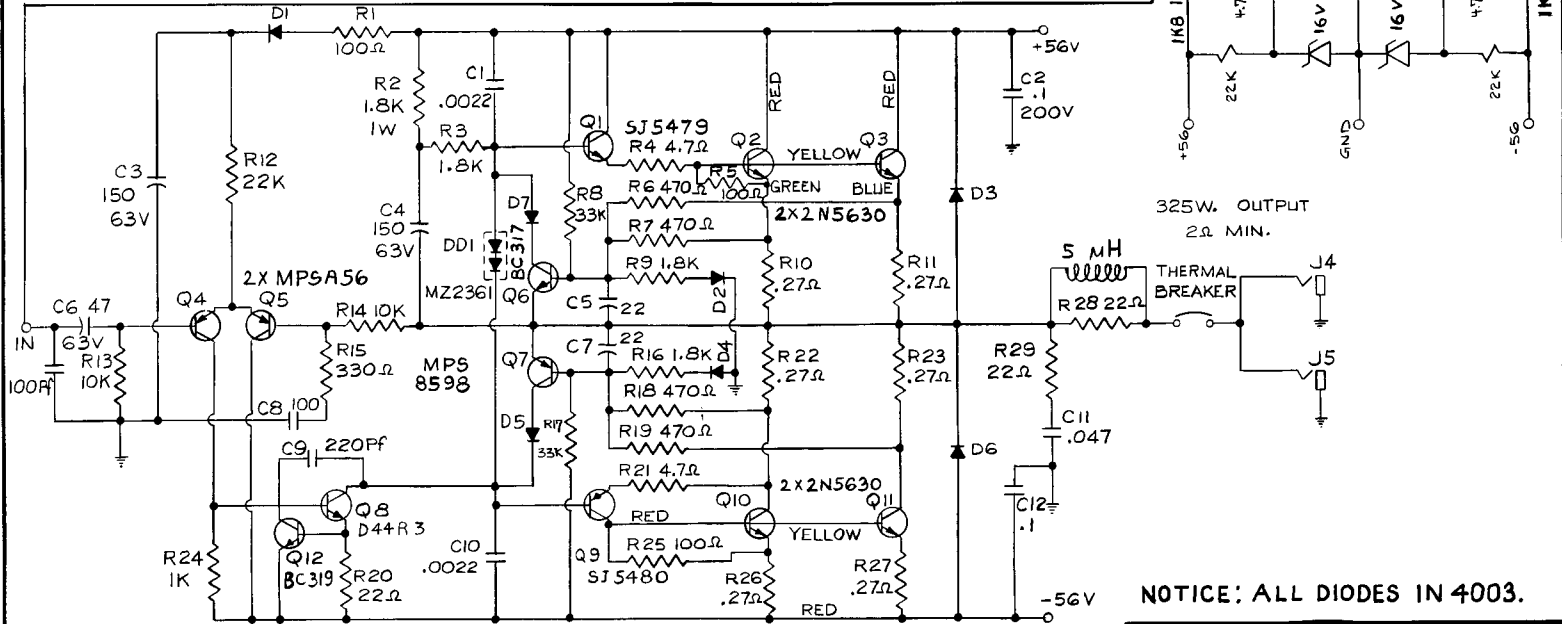 D1
R1
100Ω
+56V
R2
1.8K
1W
C1
.0022
R3
1.8K
Q1
SJ5479
R4 4.7Ω
Q2
RED
YELLOW
Q3
RED
C2
.1
200V
R12
22K
C3
150
63V
C4
150
63V
D7
BC317
R8
33K
R5
100Ω
GREEN
BLUE
R6 470Ω
2X2N5630
R7 470Ω
R9 1.8K
D2
DD1
MZ2361
Q6
C5
22
R10
.27Ω
R11
.27Ω
D3
2X MPSA56
C6 47
63V
Q4
Q5
R14 10K
IN
100Pf
R13
10K
R15
330Ω
MPS
8598
Q7
C7
22
R16 1.8K
D4
R18 470Ω
R19 470Ω
R22
.27Ω
R23
.27Ω
C8
100
D5
R17
33K
C9
220Pf
R21 4.7Ω
2X2N5630
Q8
D44R3
Q10
Q11
RED
YELLOW
Q12
BC319
R24
1K
R20
22Ω
C10
.0022
Q9
SJ5480
R25 100Ω
R26
.27Ω
R27
.27Ω
RED
D6
C12
.1
-56V
5 MH
R28 22Ω
R29
22Ω
C11
.047
THERMAL
BREAKER
J4
J5
325W. OUTPUT
2Ω MIN.
1K8
4.7
16V
16V
4.7
1K
22K
22K
+56
GND
-56
NOTICE: ALL DIODES IN 4003.